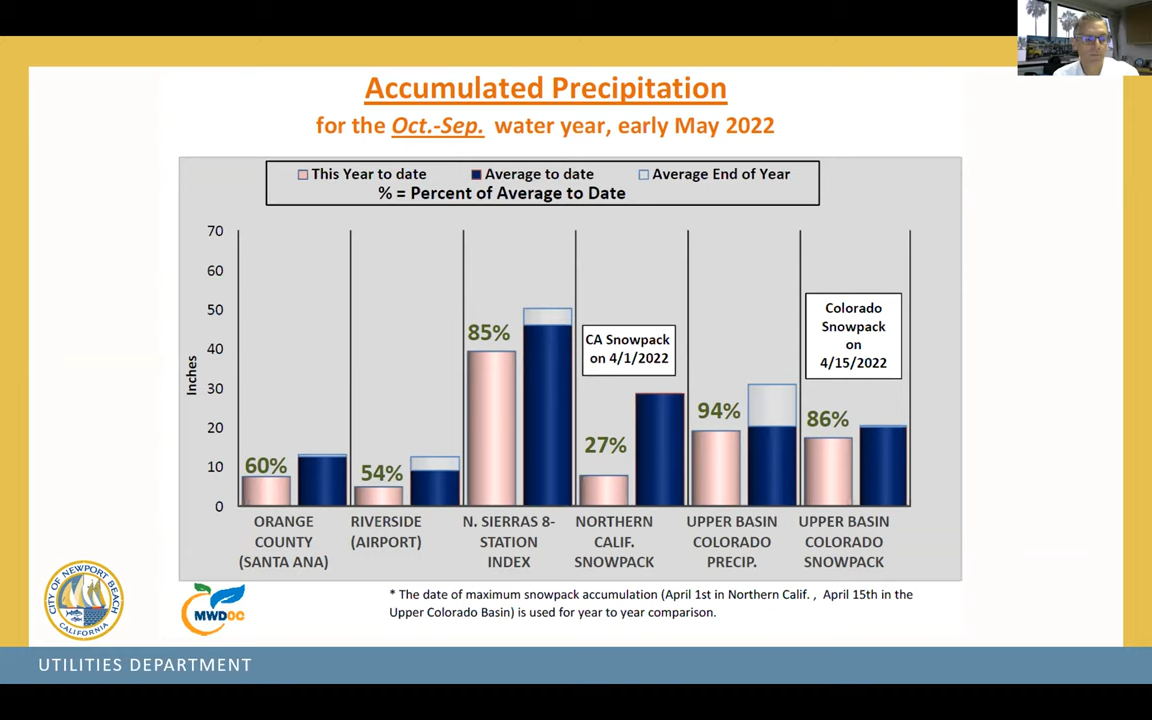 Accumulated Precipitation
for the Oct.-Sep. water year, early May 2022
This Year to date
Average to date
Average End of Year
% = Percent of Average to Date
Inches
70
60
50
40
30
20
10
0
60%
54%
85%
27%
94%
86%
CA Snowpack
on 4/1/2022
Colorado
Snowpack
on
4/15/2022
ORANGE
COUNTY
(SANTA ANA)
RIVERSIDE
(AIRPORT)
N. SIERRAS 8-
STATION
INDEX
NORTHERN
CALIF.
SNOWPACK
UPPER BASIN
COLORADO
PRECIP.
UPPER BASIN
COLORADO
SNOWPACK
* The date of maximum snowpack accumulation (April 1st in Northern Calif. , April 15th in the
Upper Colorado Basin) is used for year to year comparison.
CITY OF NEWPORT BEACH
CALIFORNIA
MWDOC
UTILITIES DEPARTMENT